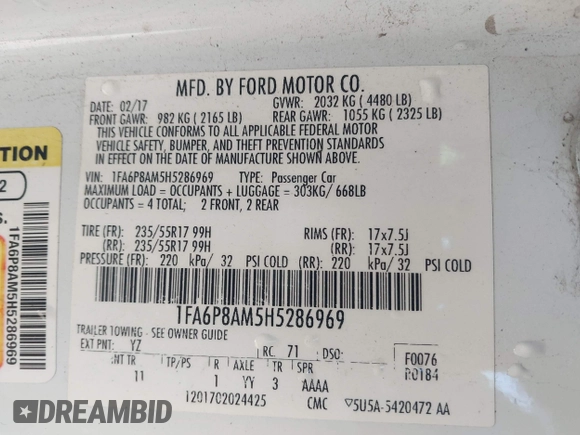 MFD. BY FORD MOTOR CO.
DATE: 02/17 GVWR: 2032 KG ( 4480 LB)
FRONT GAWR: 982 KG ( 2165 LB) REAR GAWR: 1055 KG ( 2325 LB)
THIS VEHICLE CONFORMS TO ALL APPLICABLE FEDERAL MOTOR
VEHICLE SAFETY, BUMPER, AND THEFT PREVENTION STANDARDS
IN EFFECT ON THE DATE OF MANUFACTURE SHOWN ABOVE.
VIN: 1FA6P8AM5H5286969 TYPE: Passenger Car
MAXIMUM LOAD = OCCUPANTS + LUGGAGE = 303KG/ 668LB
OCCUPANTS = 4 TOTAL; 2 FRONT, 2 REAR
TIRE (FR): 235/55R17 99H RIMS (FR): 17x7.5J
(RR): 235/55R17 99H (RR): 17x7.5J
PRESSURE (FR): 220 kPa/ 32 PSI COLD (RR): 220 kPa/ 32 PSI COLD
1FA6P8AM5H5286969
TRAILER TOWING - SEE OWNER GUIDE
EXT PNT: YZ RC: 71 DSO: F0076
INT TR TP/PS R AXLE TR SPR R0184
11 1 YY 3 AAAA
1201702024425 CMC ▽5U5A-5420472 AA
TION
2
S.
1FA6P8AM5H5286969
DREAMBID